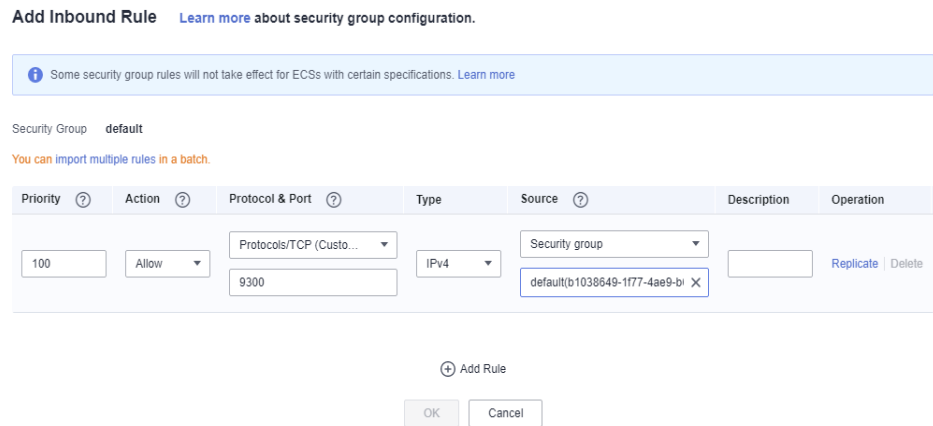 Add Inbound Rule Learn more about security group configuration.
Some security group rules will not take effect for ECSs with certain specifications. Learn more
Security Group default
You can import multiple rules in a batch.
Priority Action Protocol & Port Type Source Description Operation
Protocols/TCP (Custo... Security group
100 Allow IPv4 Replicate Delete
9300 default(b1038649-1f77-4ae9-b
Add Rule
OK Cancel